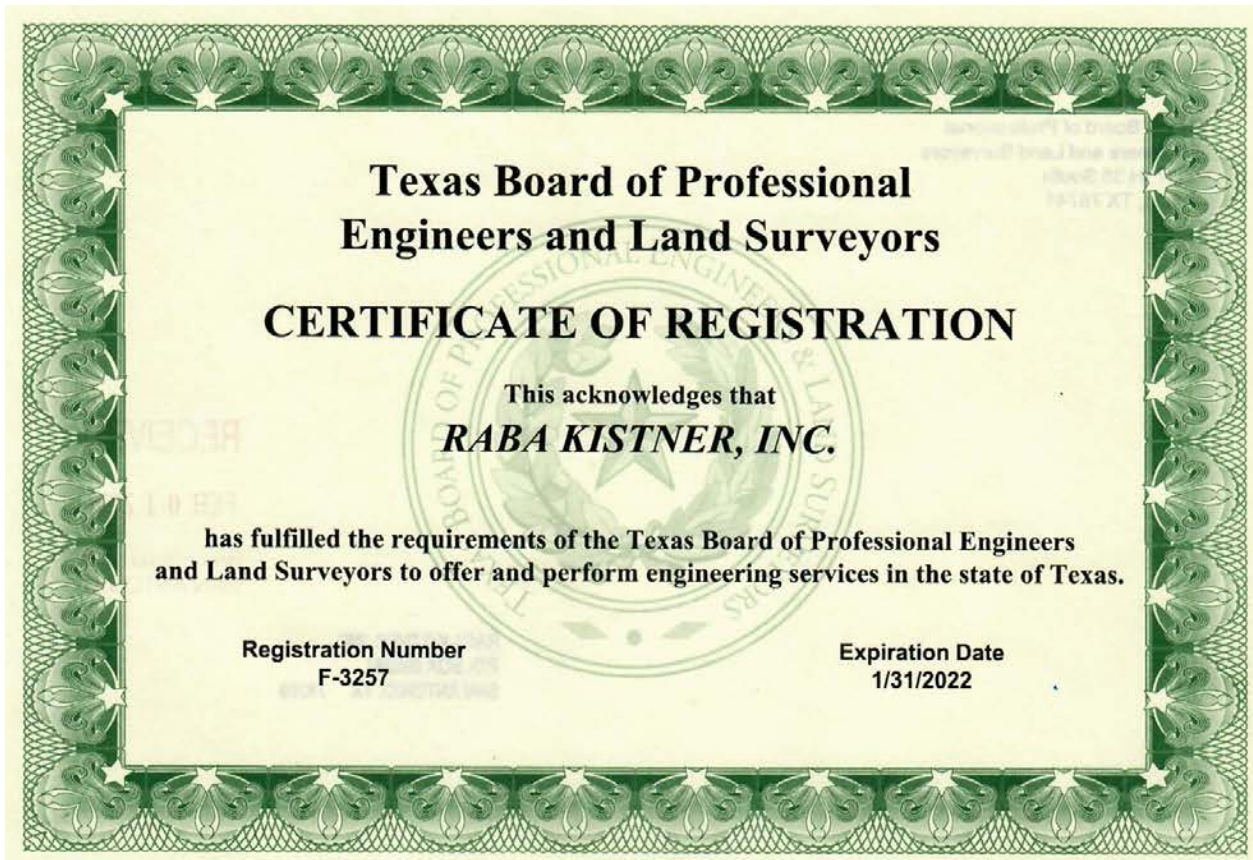 Texas Board of Professional
Engineers and Land Surveyors
CERTIFICATE OF REGISTRATION
This acknowledges that
RABA KISTNER, INC.
has fulfilled the requirements of the Texas Board of Professional Engineers
and Land Surveyors to offer and perform engineering services in the state of Texas.
Registration Number
F-3257
Expiration Date
1/31/2022